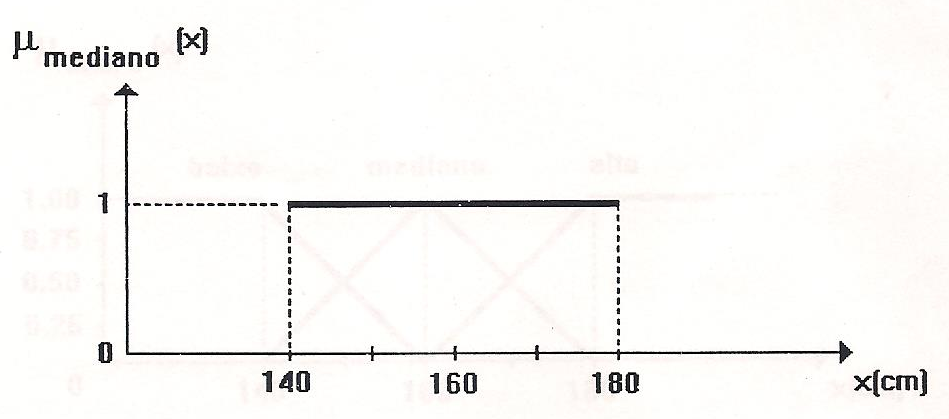 μ mediano (x)
1
0
140 160 180 x(cm)